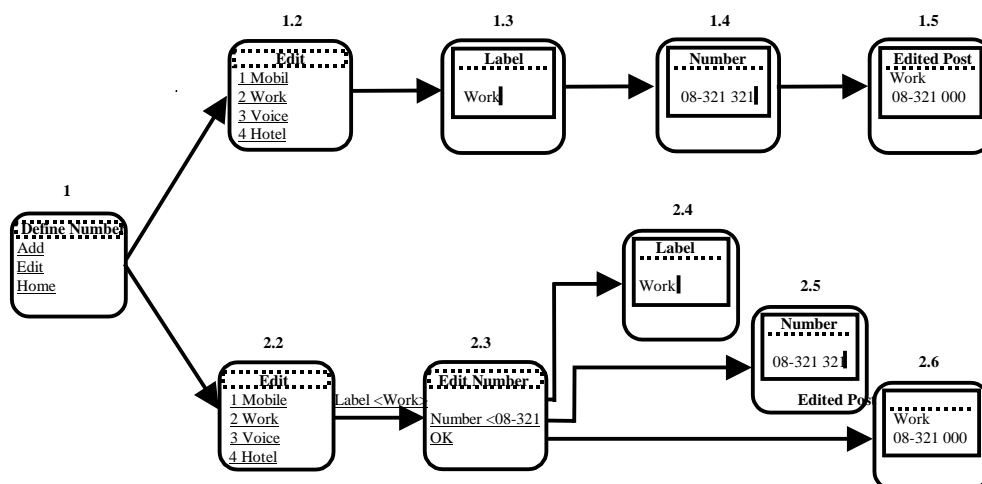 1.2
Edit
1 Mobil
2 Work
3 Voice
4 Hotel
1.3
Label
Work
1.4
Number
08-321 321
1.5
Edited Post
Work
08-321 000
1
Define Number
Add
Edit
Home
2.2
Edit
1 Mobile
2 Work
3 Voice
4 Hotel
2.3
Edit Number
Label <Work>
Number <08-321
OK
2.4
Label
Work
2.5
Number
08-321 321
2.6
Edited Post
Work
08-321 000